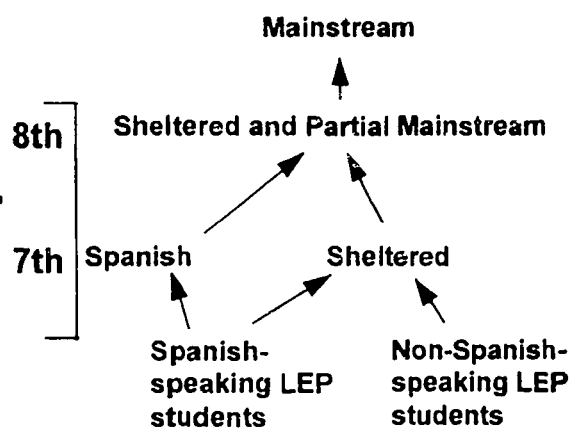 Mainstream
8th Sheltered and Partial Mainstream
7th Spanish Sheltered
Spanish-
speaking LEP
students
Non-Spanish-
speaking LEP
students